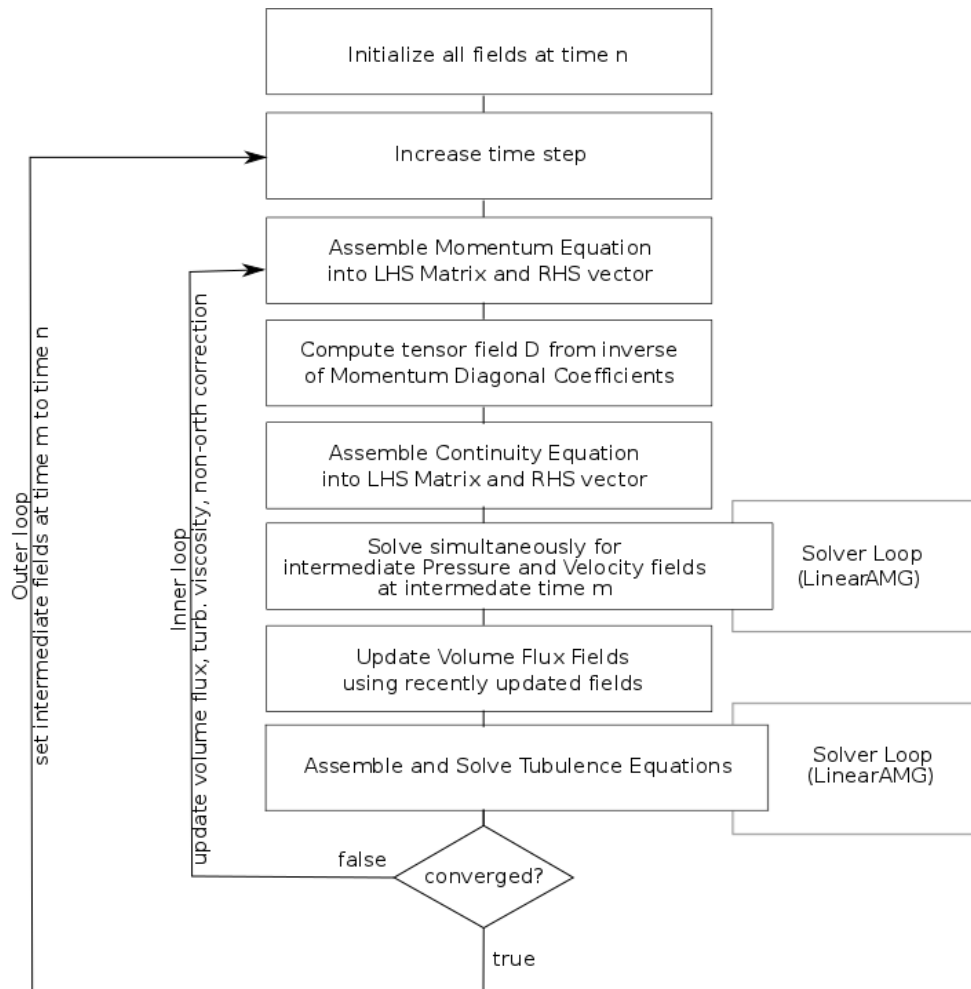 Initialize all fields at time n
Increase time step
Assemble Momentum Equation
into LHS Matrix and RHS vector
Compute tensor field D from inverse
of Momentum Diagonal Coefficients
Assemble Continuity Equation
into LHS Matrix and RHS vector
Solve simultaneously for
intermediate Pressure and Velocity fields
at intermedate time m
Solver Loop
(LinearAMG)
Update Volume Flux Fields
using recently updated fields
Assemble and Solve Tubulence Equations
Solver Loop
(LinearAMG)
converged?
false
true
Inner loop
update volume flux, turb. viscosity, non-orth correction
Outer loop
set intermediate fields at time m to time n